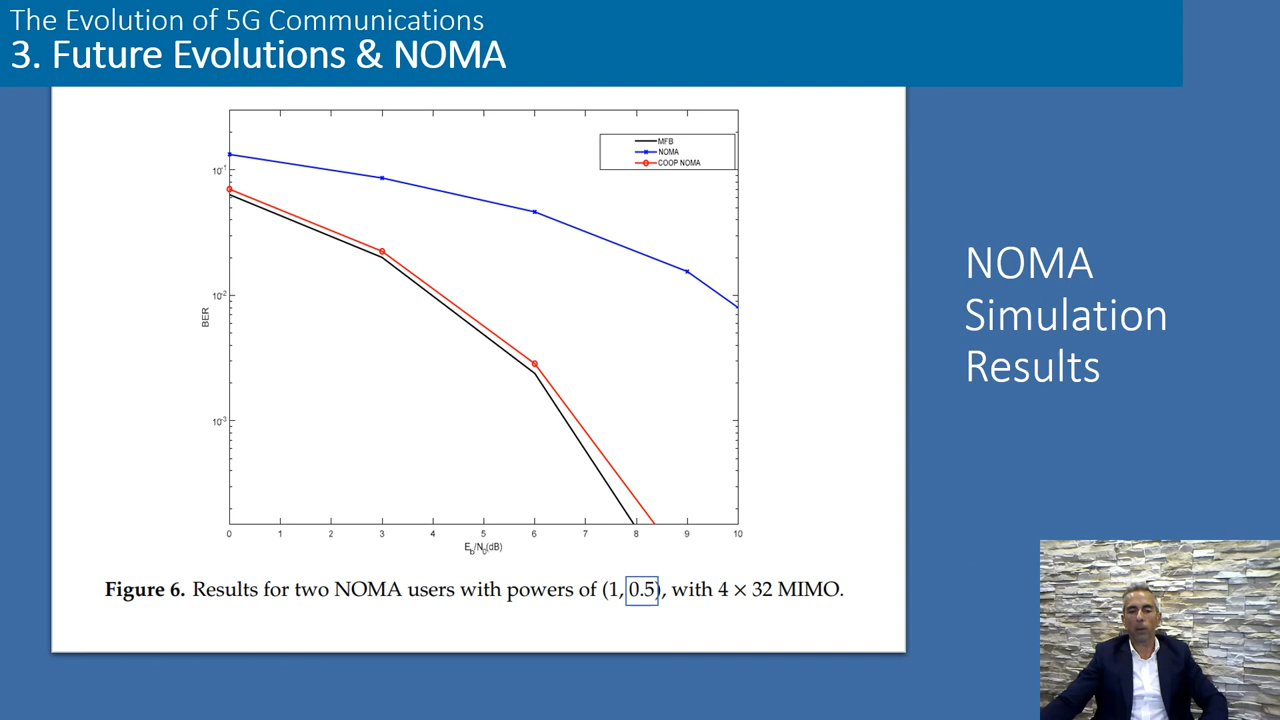 The Evolution of 5G Communications
3. Future Evolutions & NOMA
MFB
NOMA
COOP NOMA
10-1
10-2
10-3
BER
0 1 2 3 4 5 6 7 8 9 10
Eb/N0(dB)
Figure 6. Results for two NOMA users with powers of (1, 0.5), with 4 × 32 MIMO.
NOMA
Simulation
Results